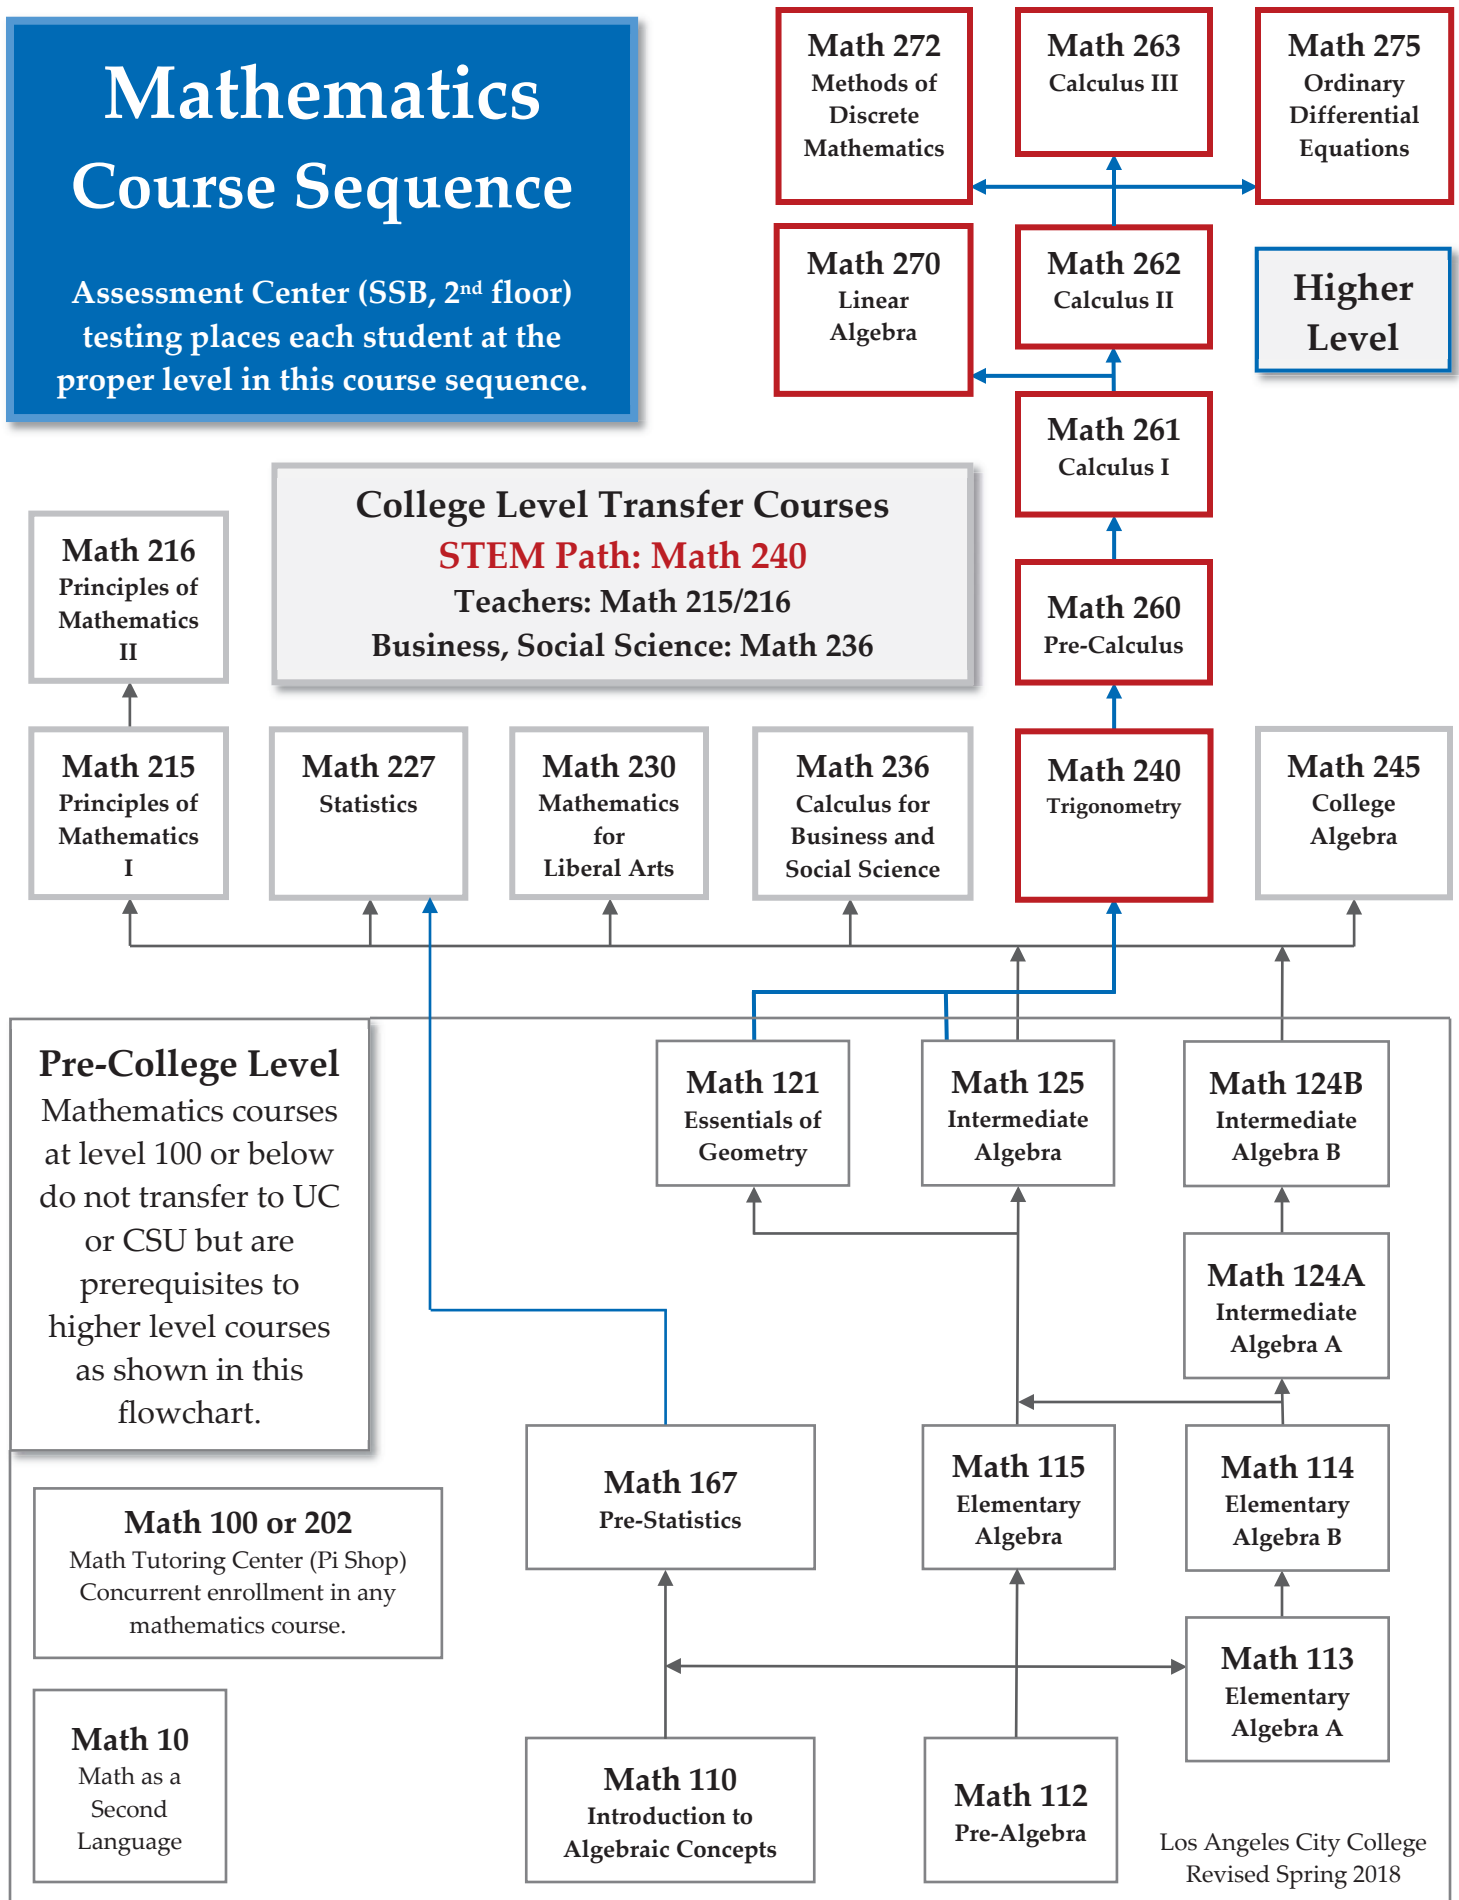 Mathematics
Course Sequence
Assessment Center (SSB, 2nd floor)
testing places each student at the
proper level in this course sequence.
Math 272
Methods of
Discrete
Mathematics
Math 263
Calculus III
Math 275
Ordinary
Differential
Equations
Math 270
Linear
Algebra
Math 262
Calculus II
Higher
Level
Math 261
Calculus I
College Level Transfer Courses
STEM Path: Math 240
Teachers: Math 215/216
Business, Social Science: Math 236
Math 216
Principles of
Mathematics
II
Math 260
Pre-Calculus
Math 215
Principles of
Mathematics
I
Math 227
Statistics
Math 230
Mathematics
for
Liberal Arts
Math 236
Calculus for
Business and
Social Science
Math 240
Trigonometry
Math 245
College
Algebra
Pre-College Level
Mathematics courses
at level 100 or below
do not transfer to UC
or CSU but are
prerequisites to
higher level courses
as shown in this
flowchart.
Math 121
Essentials of
Geometry
Math 125
Intermediate
Algebra
Math 124B
Intermediate
Algebra B
Math 124A
Intermediate
Algebra A
Math 167
Pre-Statistics
Math 115
Elementary
Algebra
Math 114
Elementary
Algebra B
Math 100 or 202
Math Tutoring Center (Pi Shop)
Concurrent enrollment in any
mathematics course.
Math 113
Elementary
Algebra A
Math 10
Math as a
Second
Language
Math 110
Introduction to
Algebraic Concepts
Math 112
Pre-Algebra
Los Angeles City College
Revised Spring 2018